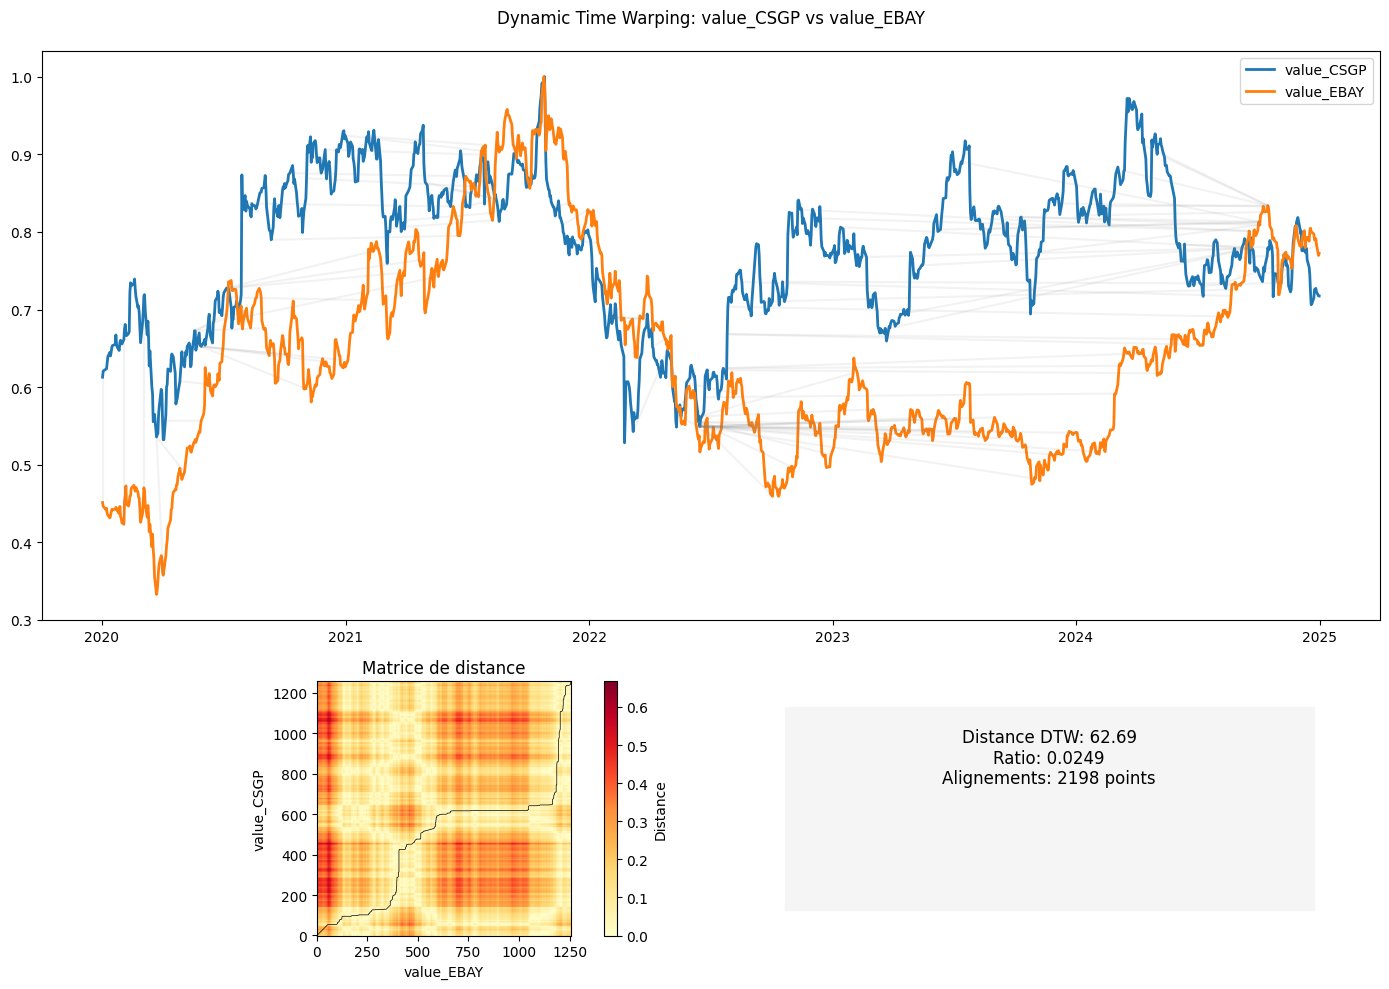 Dynamic Time Warping: value_CSGP vs value_EBAY
value_CSGP
value_EBAY
1.0
0.9
0.8
0.7
0.6
0.5
0.4
0.3
2020 2021 2022 2023 2024 2025
Matrice de distance
value_CSGP
1200
1000
800
600
400
200
0
0 250 500 750 1000 1250
value_EBAY
0.6
0.5
0.4
0.3
0.2
0.1
0.0
Distance
Distance DTW: 62.69
Ratio: 0.0249
Alignements: 2198 points